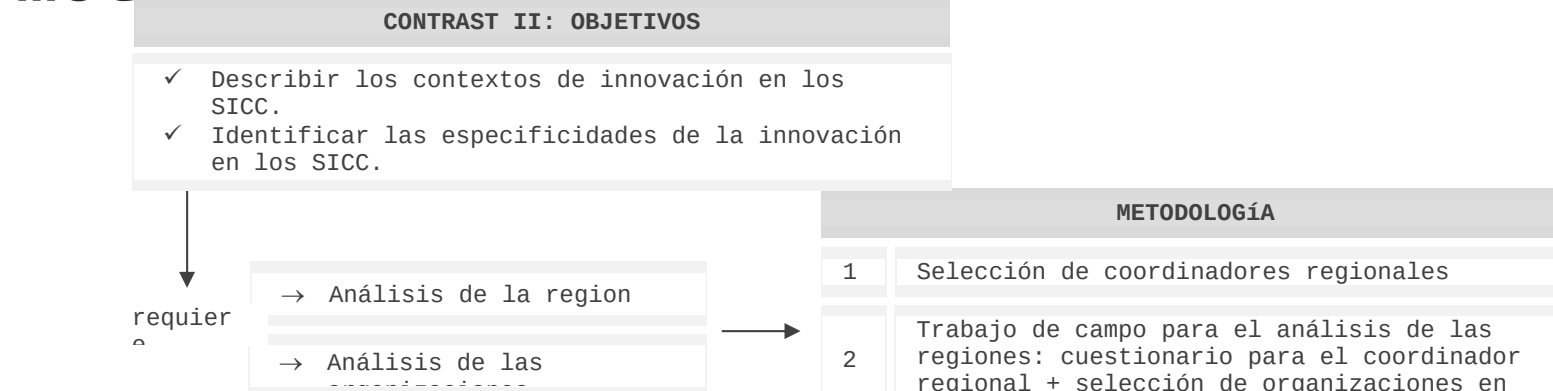 CONTRAST II: OBJETIVOS
✓ Describir los contextos de innovación en los
SICC.
✓ Identificar las especificidades de la innovación
en los SICC.
requier
→ Análisis de la region
→ Análisis de las
METODOLOGíA
1 Selección de coordinadores regionales
2 Trabajo de campo para el análisis de las
regiones: cuestionario para el coordinador
regional + selección de organizaciones en